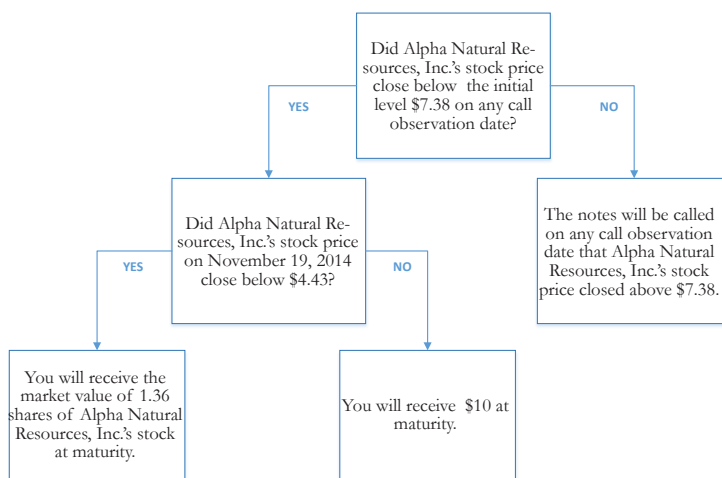 Did Alpha Natural Re-
sources, Inc.'s stock price
close below the initial
level $7.38 on any call
observation date?
YES
NO
Did Alpha Natural Re-
sources, Inc.'s stock price
on November 19, 2014
close below $4.43?
The notes will be called
on any call observation
date that Alpha Natural
Resources, Inc.'s stock
price closed above $7.38.
YES
NO
You will receive the
market value of 1.36
shares of Alpha Natural
Resources, Inc.'s stock
at maturity.
You will receive $10 at
maturity.